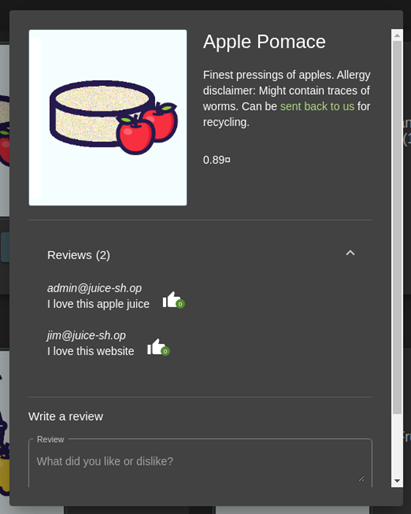 Apple Pomace
Finest pressings of apples. Allergy
disclaimer: Might contain traces of
worms. Can be sent back to us for
recycling.
0.89¤
Reviews (2)
admin@juice-sh.op
I love this apple juice
0
jim@juice-sh.op
I love this website
0
Write a review
Review
What did you like or dislike?